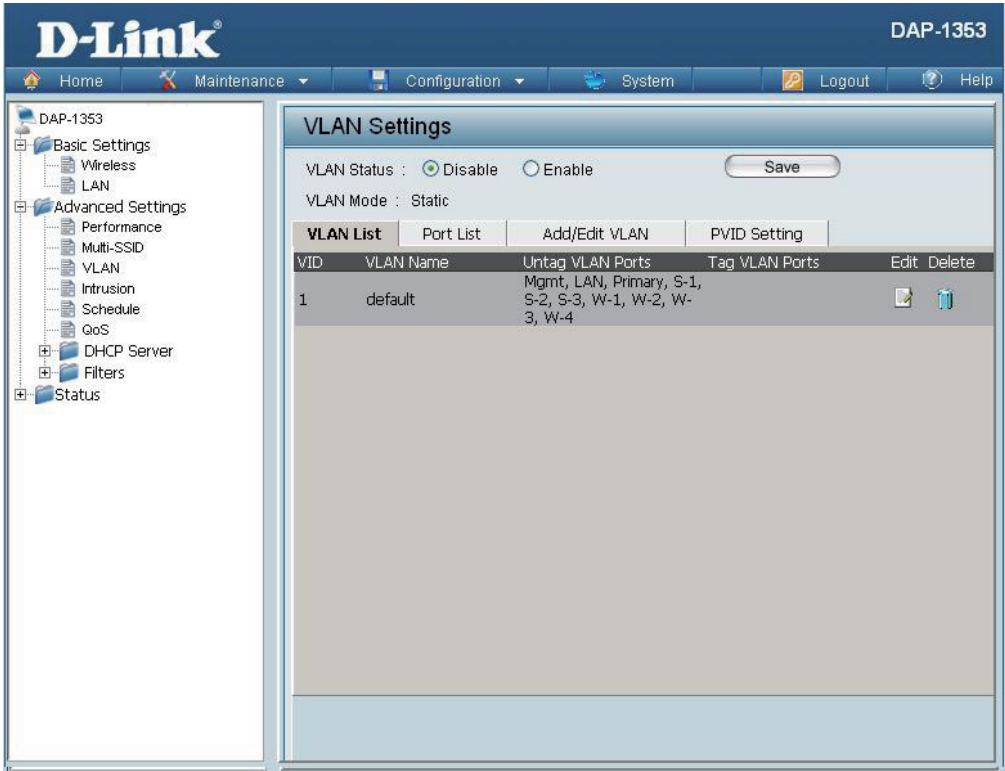 D-Link®
DAP-1353
Home Maintenance Configuration System Logout Help
DAP-1353
Basic Settings
Wireless
LAN
Advanced Settings
Performance
Multi-SSID
VLAN
Intrusion
Schedule
QoS
DHCP Server
Filters
Status
VLAN Settings
VLAN Status : Disable Enable Save
VLAN Mode : Static
VLAN List Port List Add/Edit VLAN PVID Setting
VID VLAN Name Untag VLAN Ports Tag VLAN Ports Edit Delete
1 default Mgmt, LAN, Primary, S-1,
S-2, S-3, W-1, W-2, W-
3, W-4